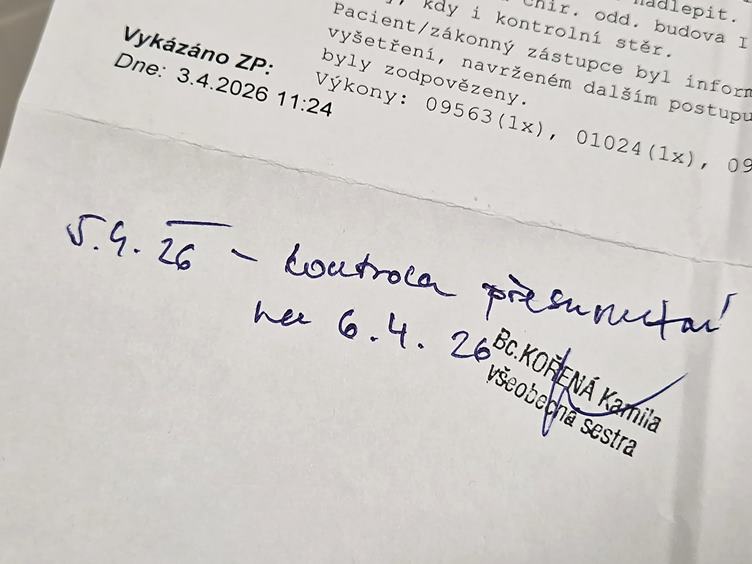 nadlepit.
chir. odd. budova I
, kdy i kontrolní stěr.
Pacient/zákonný zástupce byl inform
vyšetření, navrženém dalším postupu
byly zodpovězeny.
Výkony: 09563(1x), 01024(1x), 09
Vykázáno ZP:
Dne: 3.4.2026 11:24
5.4.26 - kontrola přesunuta!
na 6.4.26
Bc.KOŘENÁ Kamila
všeobecná sestra